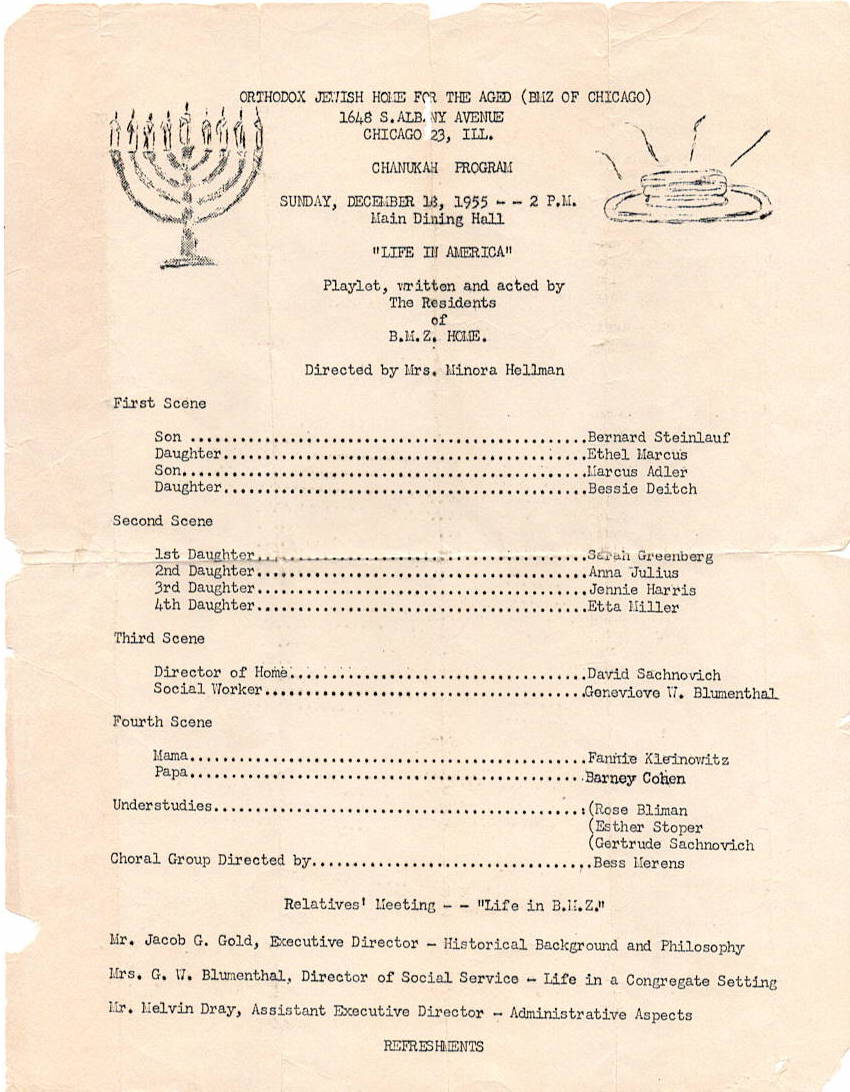 ORTHODOX JEWISH HOME FOR THE AGED (BMZ OF CHICAGO)
1648 S. ALBANY AVENUE
CHICAGO 23, ILL.
CHANUKAH PROGRAM
SUNDAY, DECEMBER 18, 1955 - - 2 P.M.
Main Dining Hall
"LIFE IN AMERICA"
Playlet, written and acted by
The Residents
of
B.M.Z. HOME.
Directed by Mrs. Minora Hellman
First Scene
Son ................................................Bernard Steinlauf
Daughter............................................Ethel Marcus
Son.................................................Marcus Adler
Daughter............................................Bessie Deitch
Second Scene
1st Daughter........................................Sarah Greenberg
2nd Daughter........................................Anna Julius
3rd Daughter........................................Jennie Harris
4th Daughter........................................Etta Miller
Third Scene
Director of Home....................................David Sachnovich
Social Worker.......................................Genevieve W. Blumenthal
Fourth Scene
Mama................................................Fannie Kleinowitz
Papa................................................Barney Cohen
Understudies.............................................:(Rose Bliman
(Esther Stoper
(Gertrude Sachnovich
Choral Group Directed by..................................Bess Merens
Relatives' Meeting - - "Life in B.M.Z."
Mr. Jacob G. Gold, Executive Director - Historical Background and Philosophy
Mrs. G. W. Blumenthal, Director of Social Service - Life in a Congregate Setting
Mr. Melvin Dray, Assistant Executive Director - Administrative Aspects
REFRESHMENTS